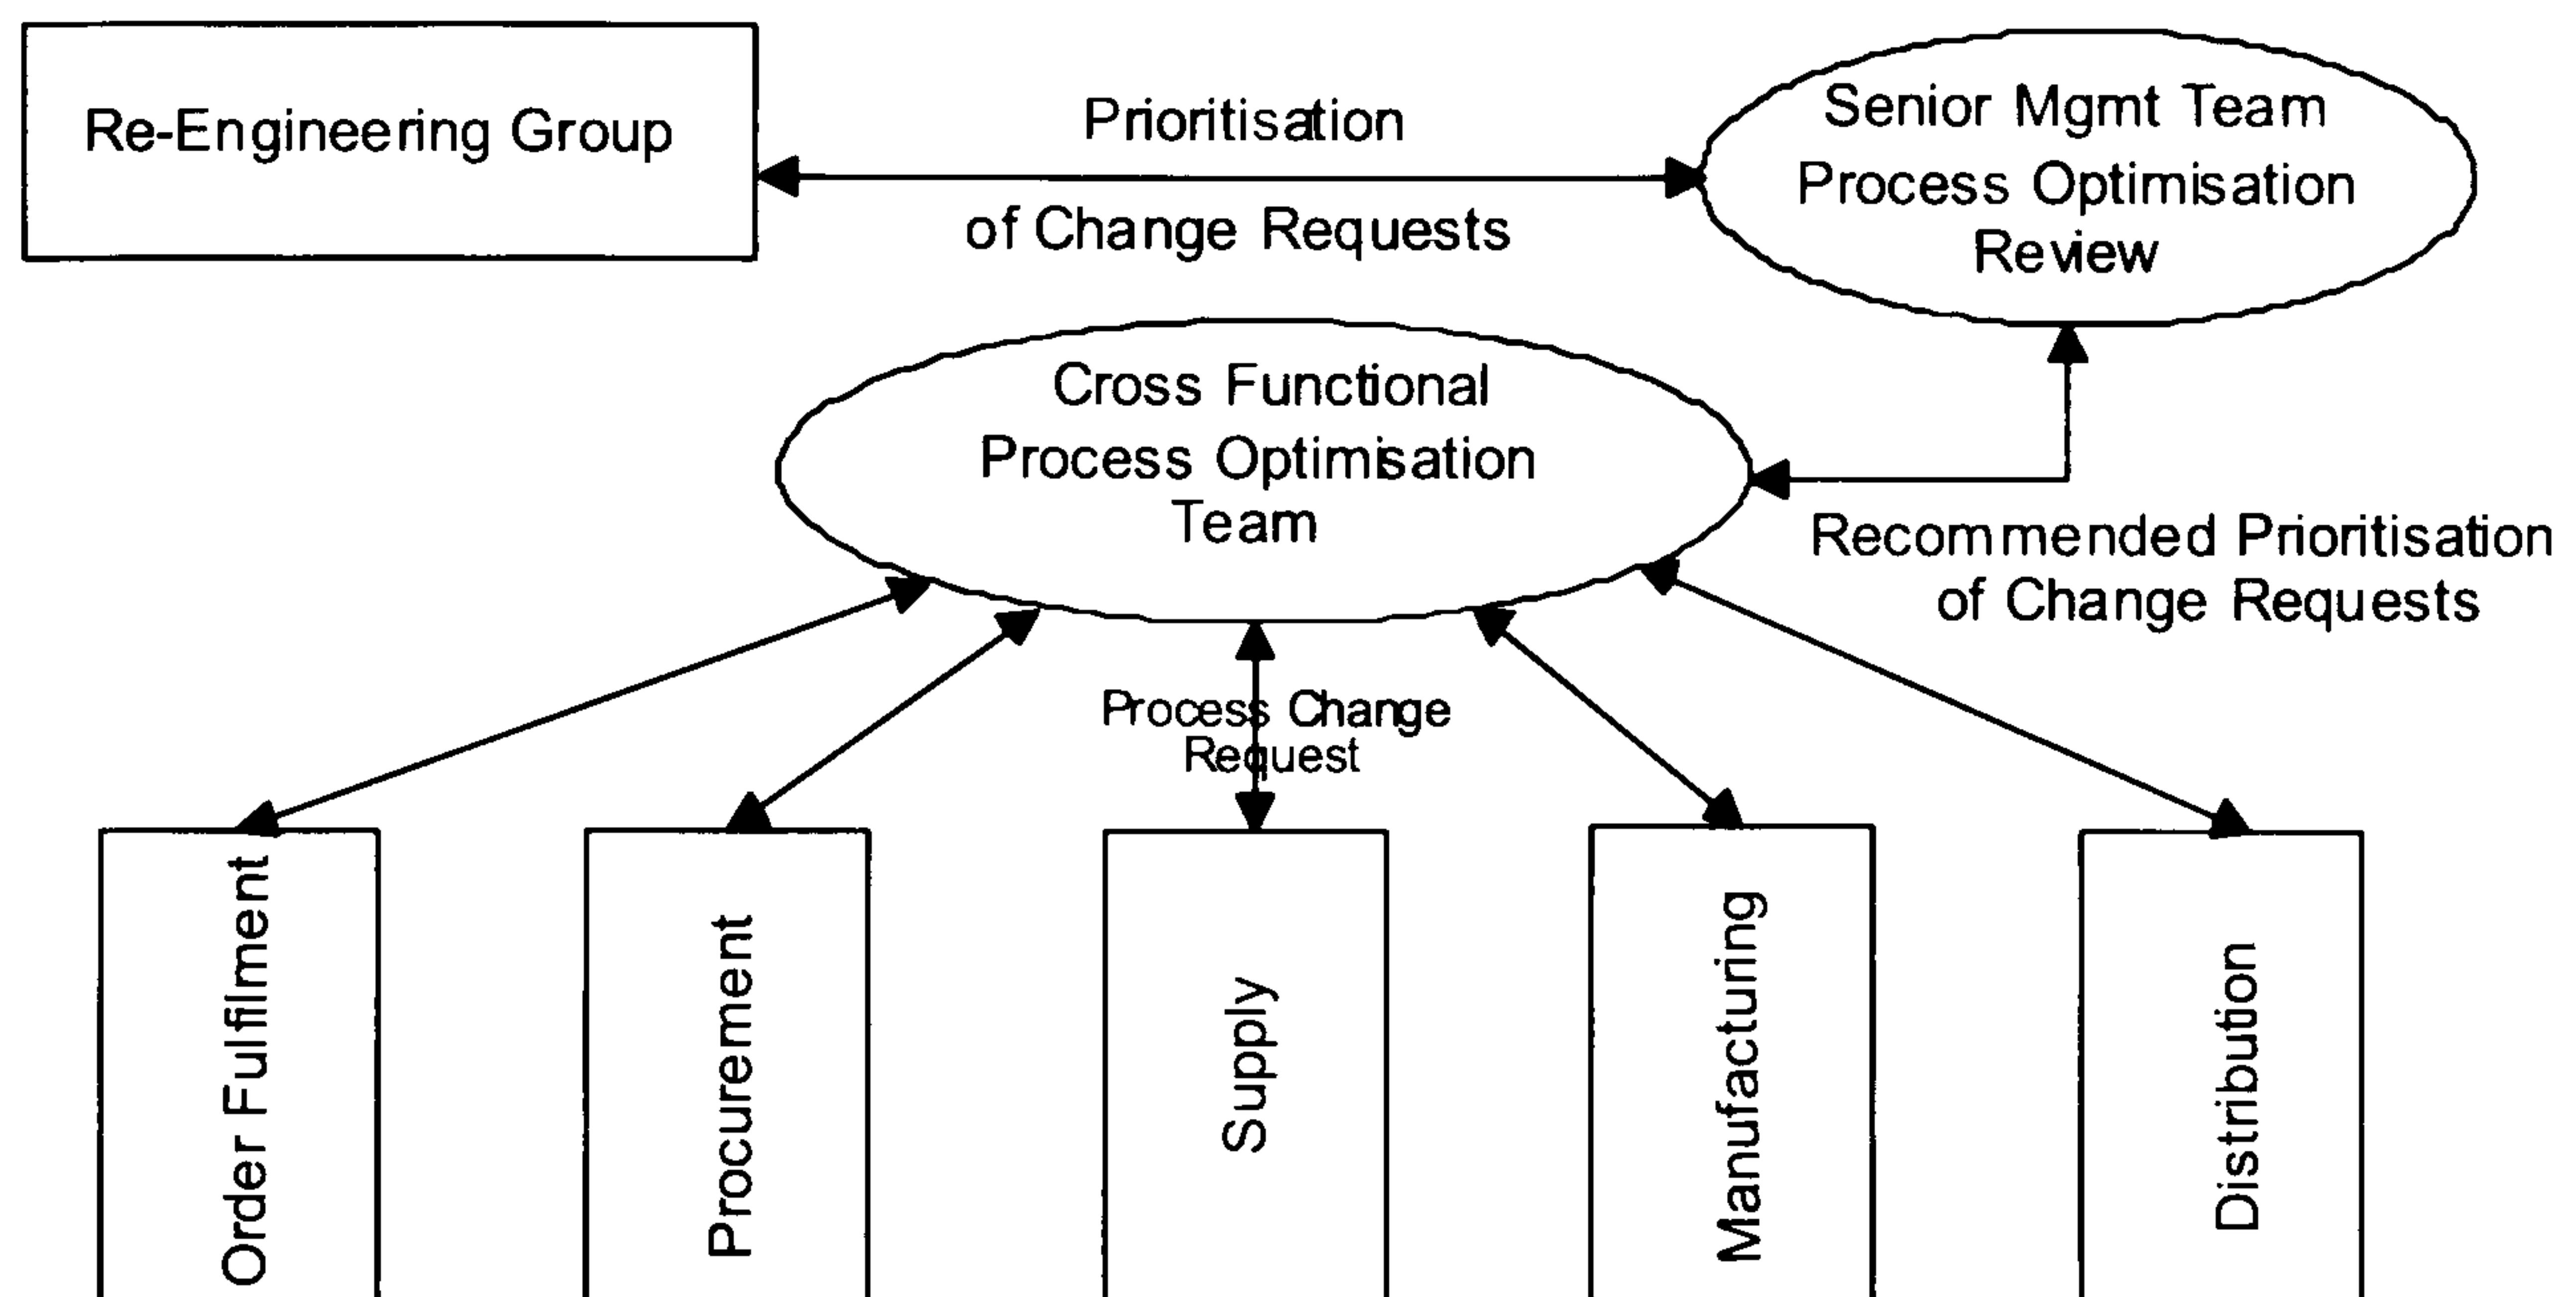 Re-Engineering Group
Prioritisation
of Change Requests
Senior Mgmt Team
Process Optimisation
Review
Cross Functional
Process Optimisation
Team
Recommended Prioritisation
of Change Requests
Process Change
Request
Order Fulfilment
Procurement
Supply
Manufacturing
Distribution